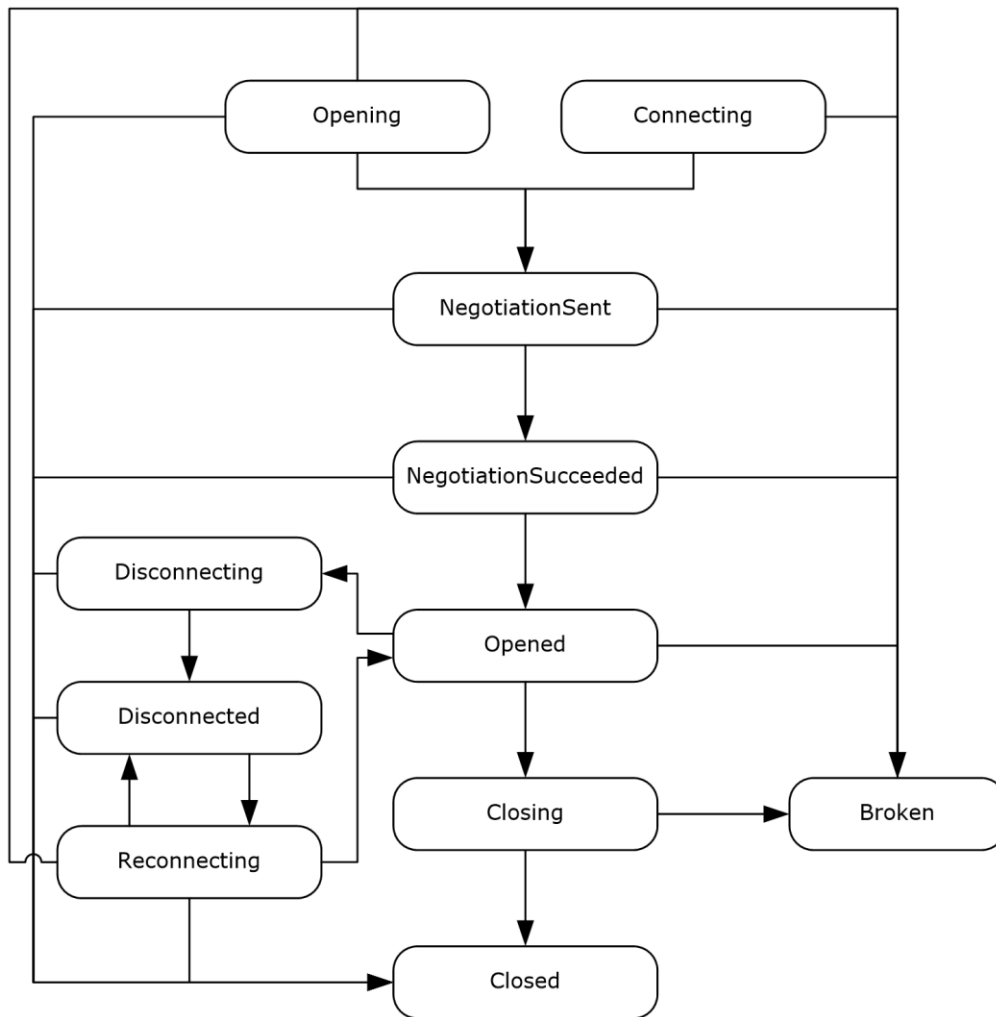 Opening
Connecting
NegotiationSent
NegotiationSucceeded
Disconnecting
Opened
Disconnected
Closing
Broken
Reconnecting
Closed